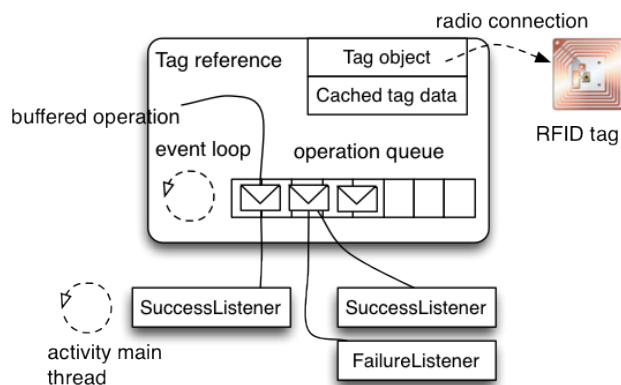 radio connection
Tag reference
Tag object
Cached tag data
buffered operation
RFID tag
event loop
operation queue
SuccessListener
SuccessListener
activity main
thread
FailureListener